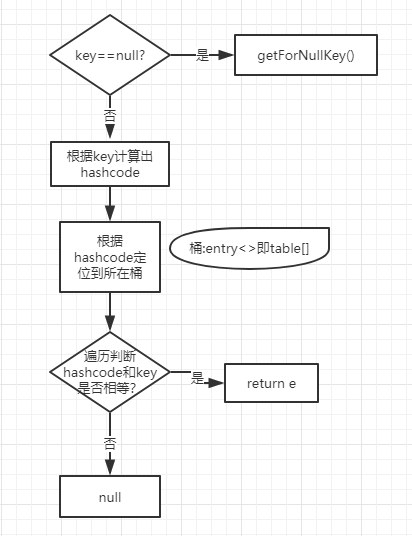 key==null?
是
getForNullKey()
否
根据key计算出
hashcode
根据
hashcode定
位到所在桶
桶:entry<>即table[]
遍历判断
hashcode和key
是否相等?
是
return e
否
null